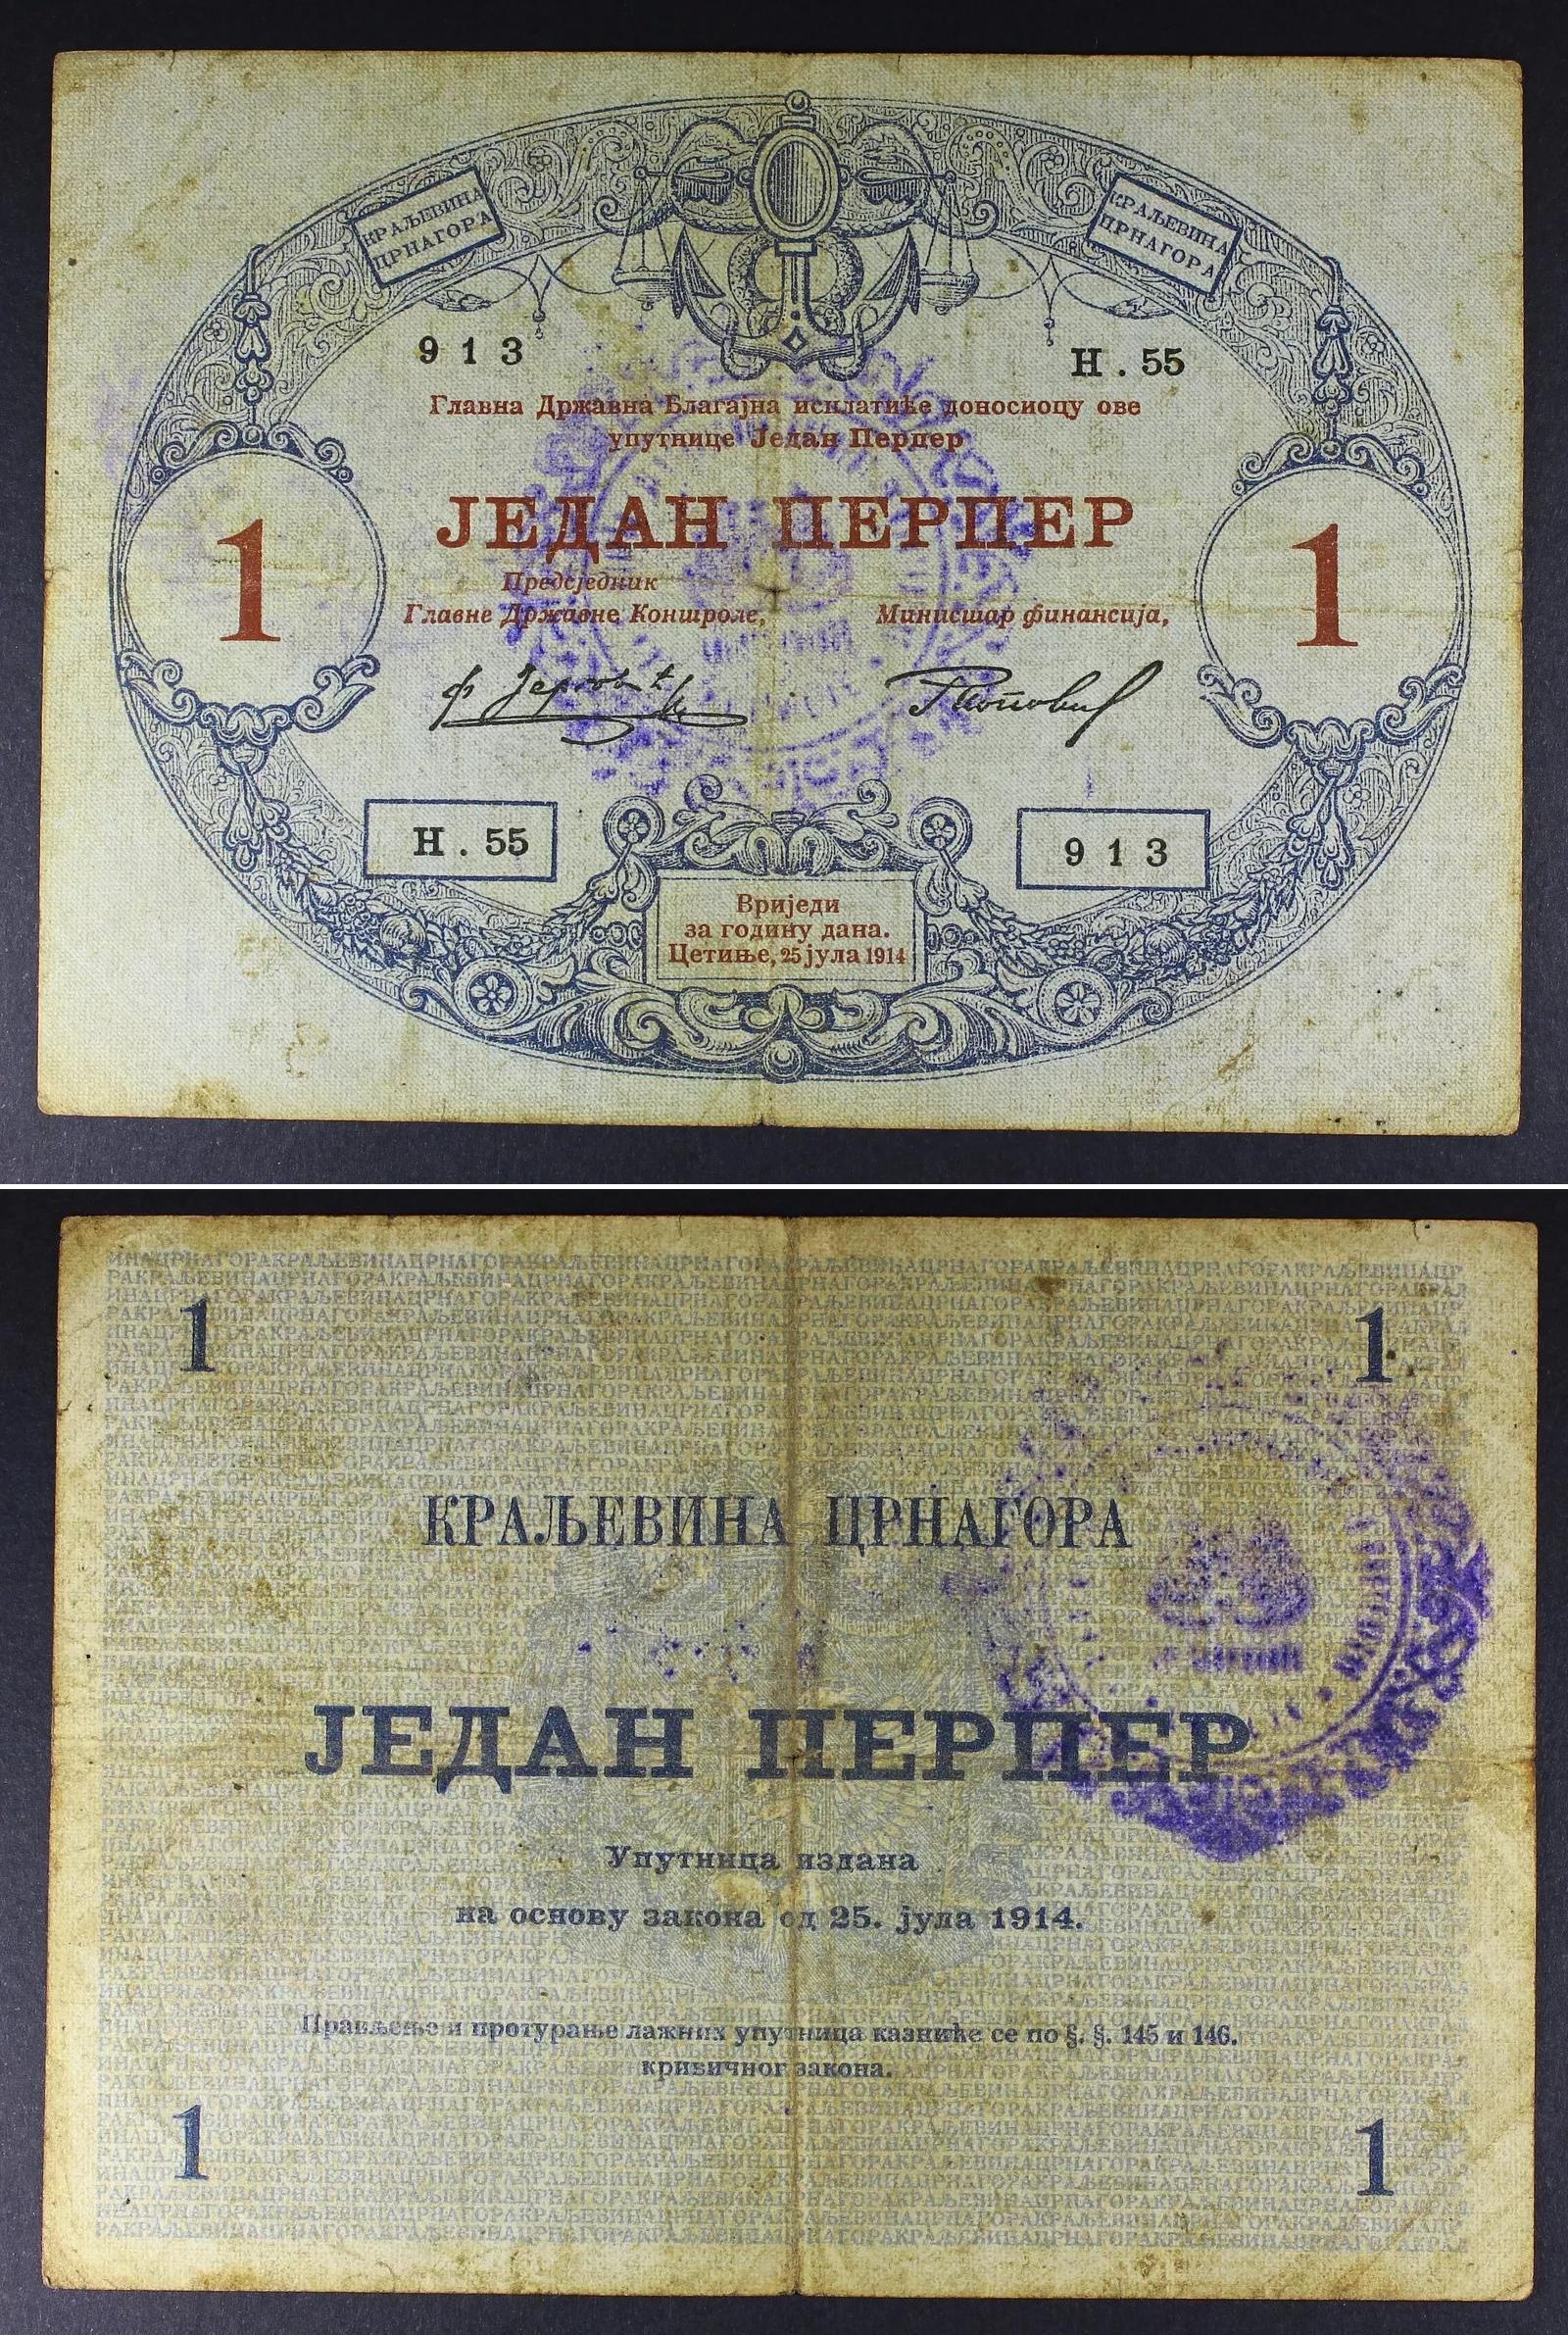 КРАЉЕВИНА
ЦРНАГОРА
КРАЉЕВИНА
ЦРНАГОРА
913
Н. 55
Главна Државна Благајна исплатиће доносиоцу ове
упутнице Један Перпер
1
ЈЕДАН ПЕРПЕР
1
Предсједник
Главне Државне Контроле,
Министар финансија,
Н. 55
913
Вриједи
за годину дана.
Цетиње, 25 јула 1914
1
1
КРАЉЕВИНА ЦРНАГОРА
ЈЕДАН ПЕРПЕР
Упутница издана
на основу закона од 25. јула 1914.
Прављење и протурање лажних упутница казниће се по §. §. 145 и 146.
кривичног закона.
1
1